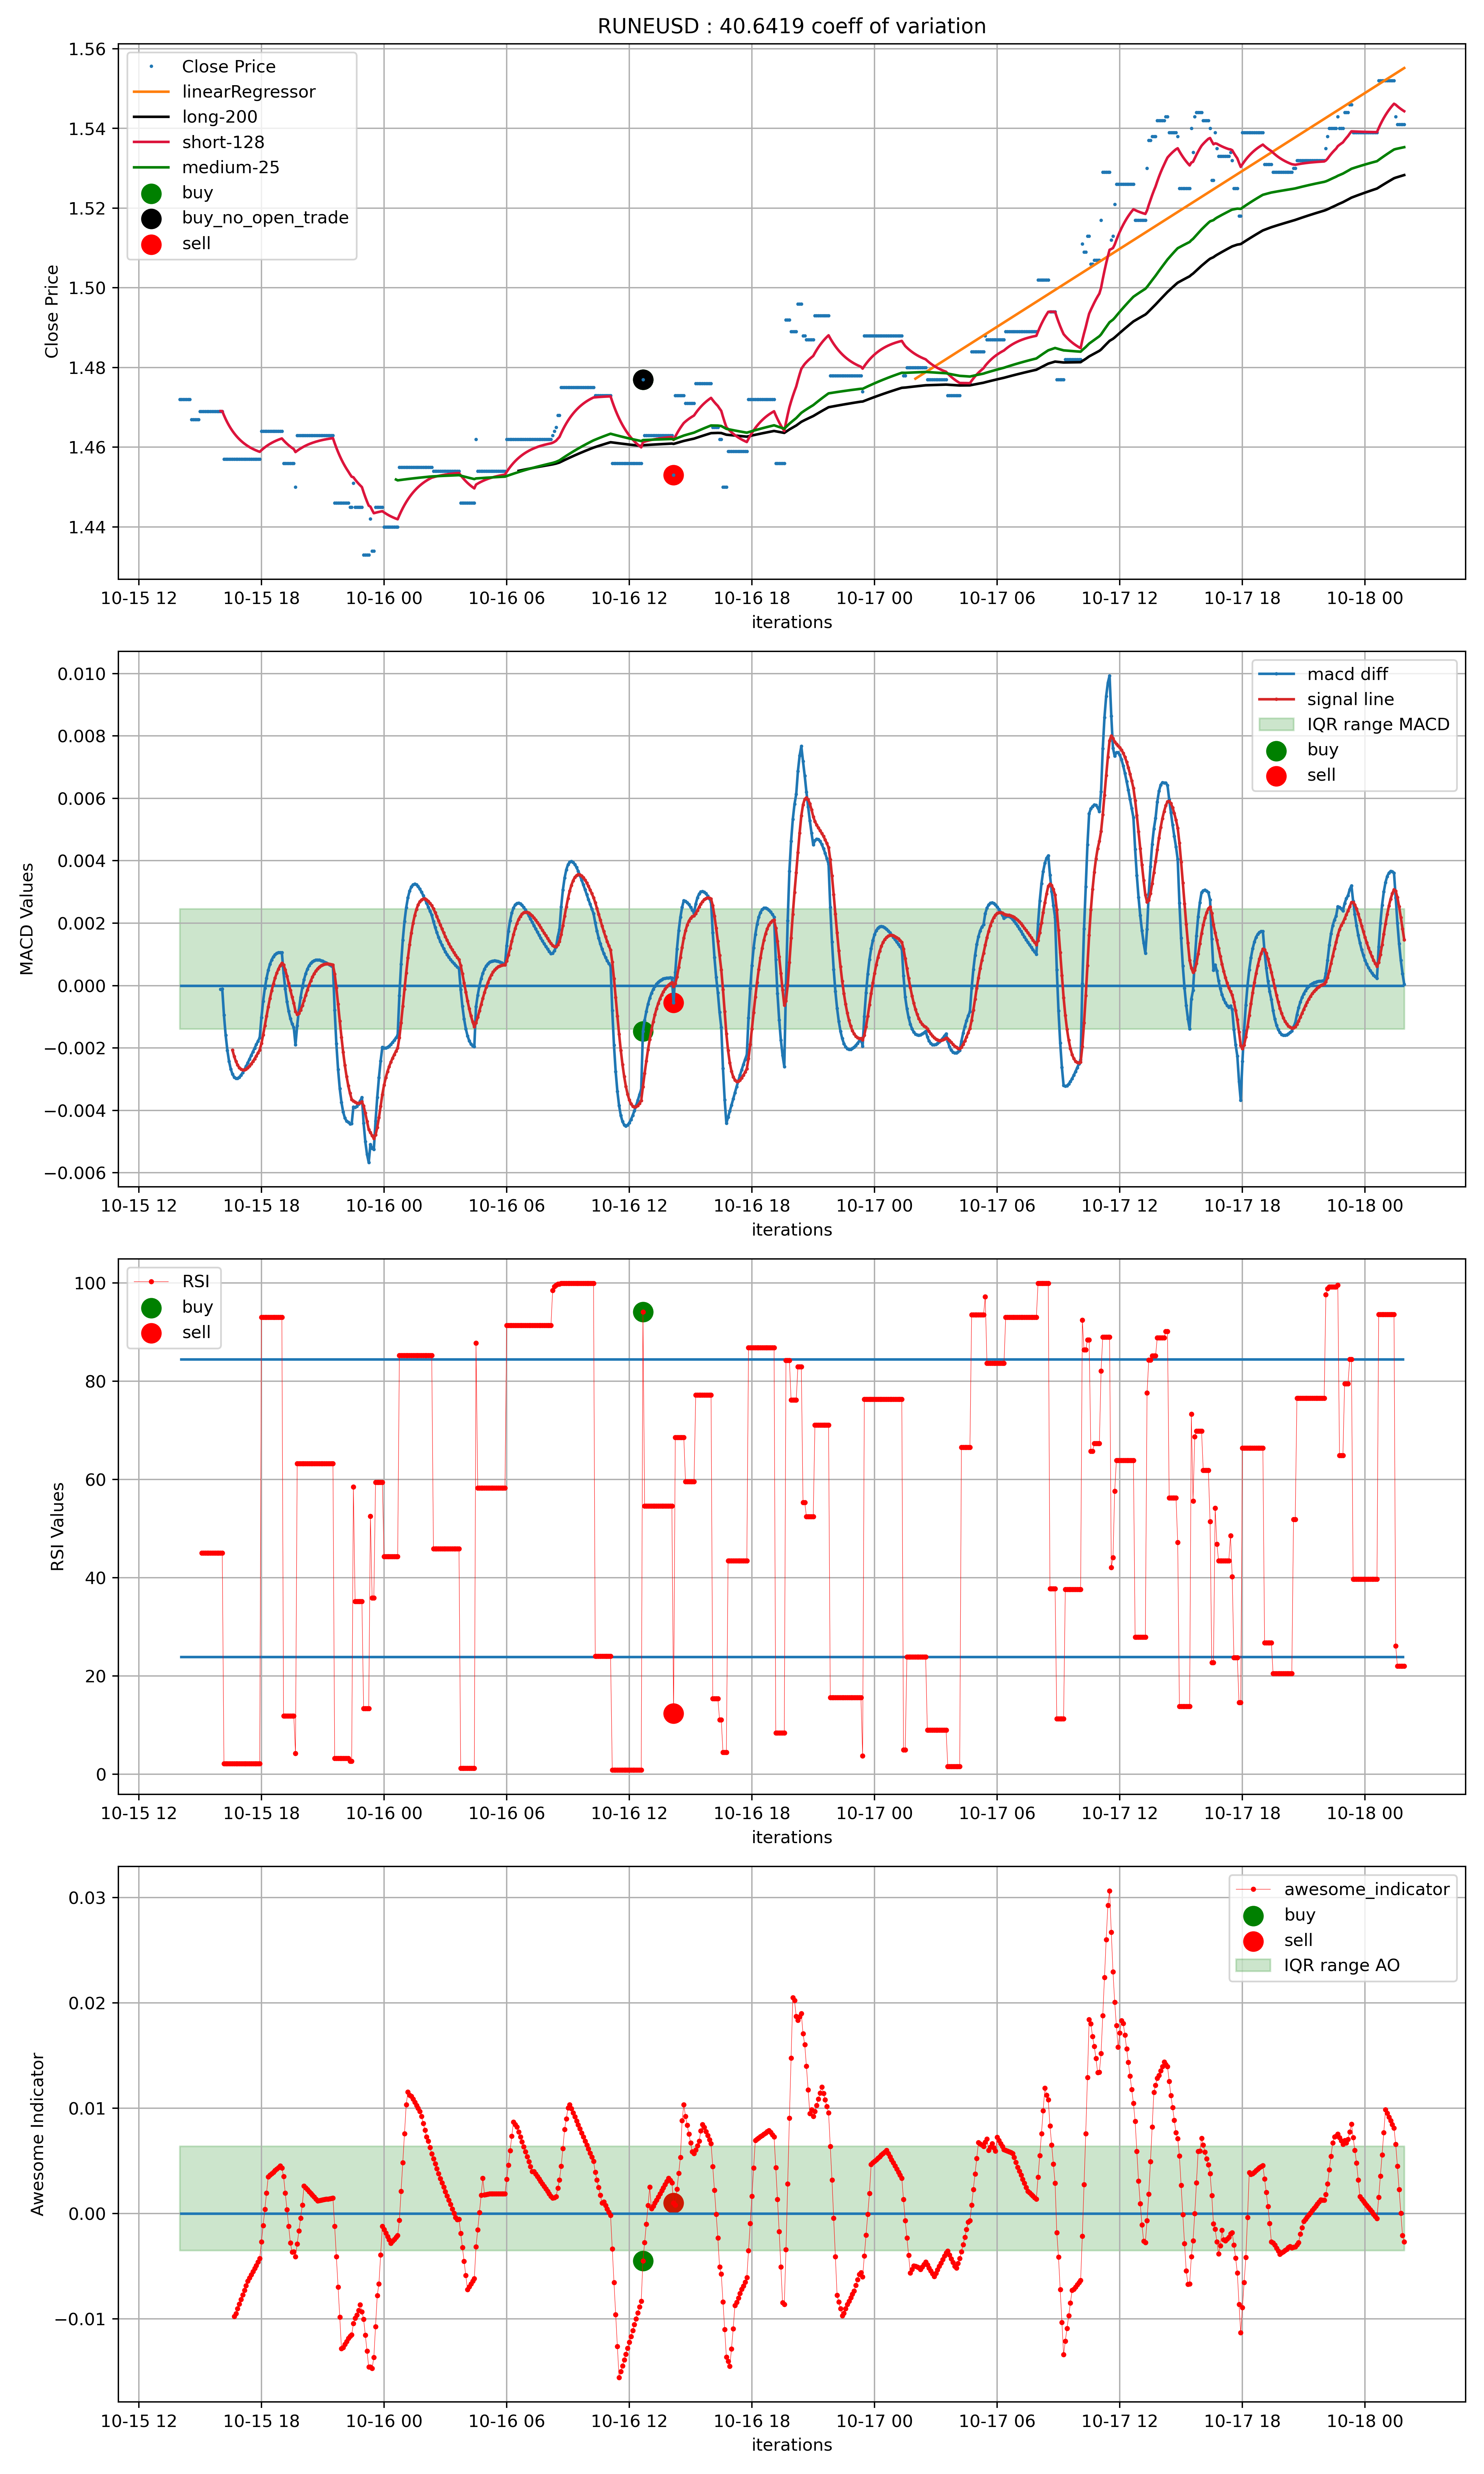 RUNEUSD : 40.6419 coeff of variation
Close Price
1.56
1.54
1.52
1.50
1.48
1.46
1.44
Close Price
linearRegressor
long-200
short-128
medium-25
buy
buy_no_open_trade
sell
10-15 12 10-15 18 10-16 00 10-16 06 10-16 12 10-16 18 10-17 00 10-17 06 10-17 12 10-17 18 10-18 00
iterations
MACD Values
0.010
0.008
0.006
0.004
0.002
0.000
−0.002
−0.004
−0.006
macd diff
signal line
IQR range MACD
buy
sell
10-15 12 10-15 18 10-16 00 10-16 06 10-16 12 10-16 18 10-17 00 10-17 06 10-17 12 10-17 18 10-18 00
iterations
RSI Values
100
80
60
40
20
0
RSI
buy
sell
10-15 12 10-15 18 10-16 00 10-16 06 10-16 12 10-16 18 10-17 00 10-17 06 10-17 12 10-17 18 10-18 00
iterations
Awesome Indicator
0.03
0.02
0.01
0.00
−0.01
awesome_indicator
buy
sell
IQR range AO
10-15 12 10-15 18 10-16 00 10-16 06 10-16 12 10-16 18 10-17 00 10-17 06 10-17 12 10-17 18 10-18 00
iterations